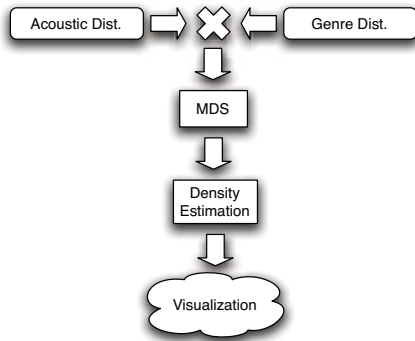 Acoustic Dist.
Genre Dist.
MDS
Density
Estimation
Visualization